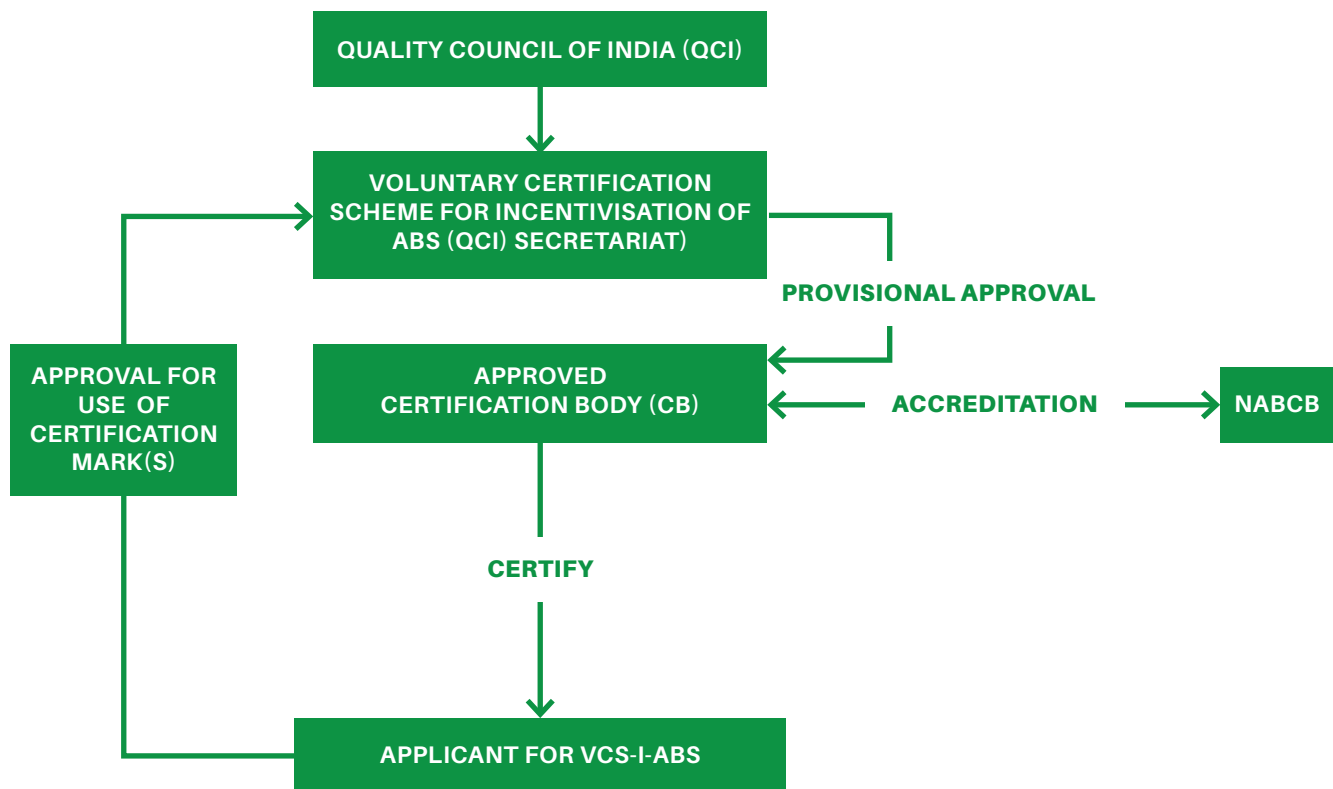 QUALITY COUNCIL OF INDIA (QCI)
VOLUNTARY CERTIFICATION
SCHEME FOR INCENTIVISATION OF
ABS (QCI) SECRETARIAT)
PROVISIONAL APPROVAL
APPROVAL FOR
USE OF
CERTIFICATION
MARK(S)
APPROVED
CERTIFICATION BODY (CB)
ACCREDITATION
NABCB
CERTIFY
APPLICANT FOR VCS-I-ABS